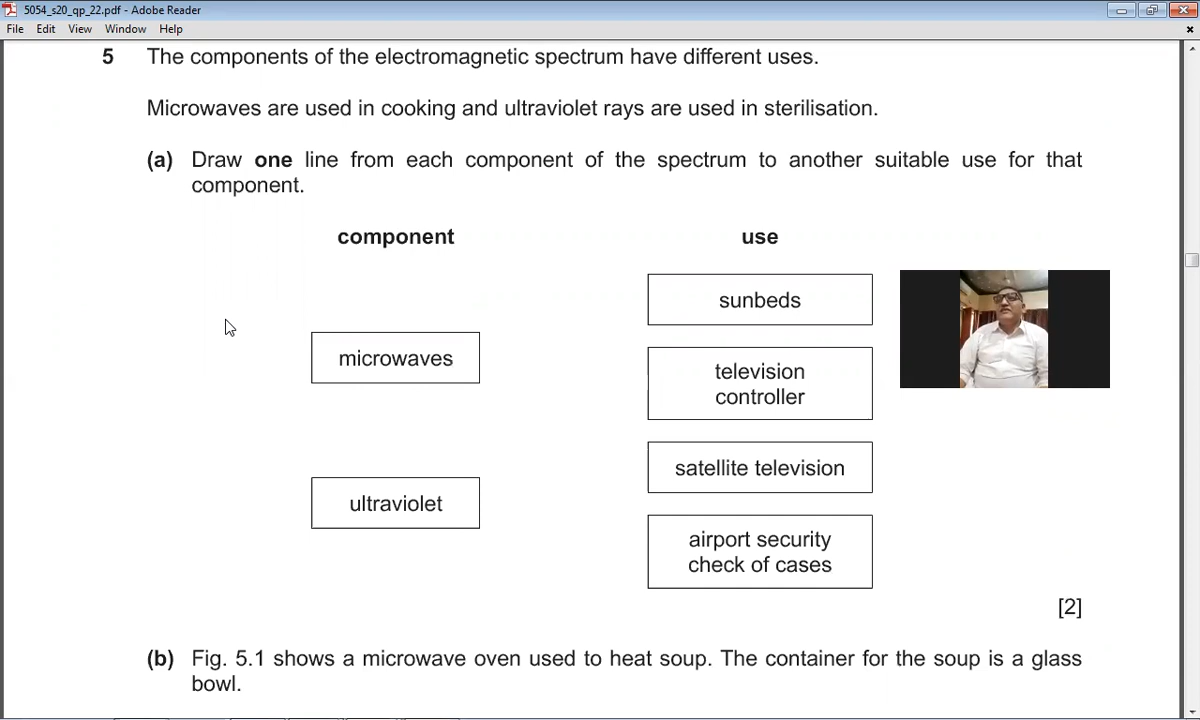 5054_s20_qp_22.pdf - Adobe Reader
File Edit View Window Help
5 The components of the electromagnetic spectrum have different uses.
Microwaves are used in cooking and ultraviolet rays are used in sterilisation.
(a) Draw one line from each component of the spectrum to another suitable use for that
component.
component use
sunbeds
microwaves
television
controller
satellite television
ultraviolet
airport security
check of cases
[2]
(b) Fig. 5.1 shows a microwave oven used to heat soup. The container for the soup is a glass
bowl.